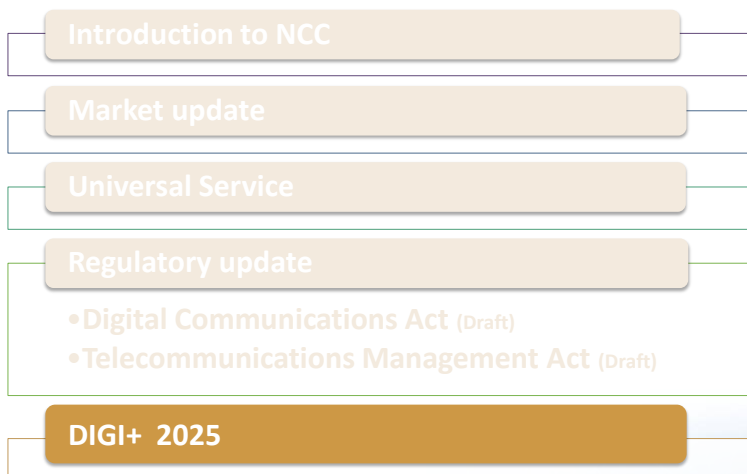 Introduction to NCC
Market update
Universal Service
Regulatory update
•Digital Communications Act (Draft)
•Telecommunications Management Act (Draft)
DIGI+ 2025